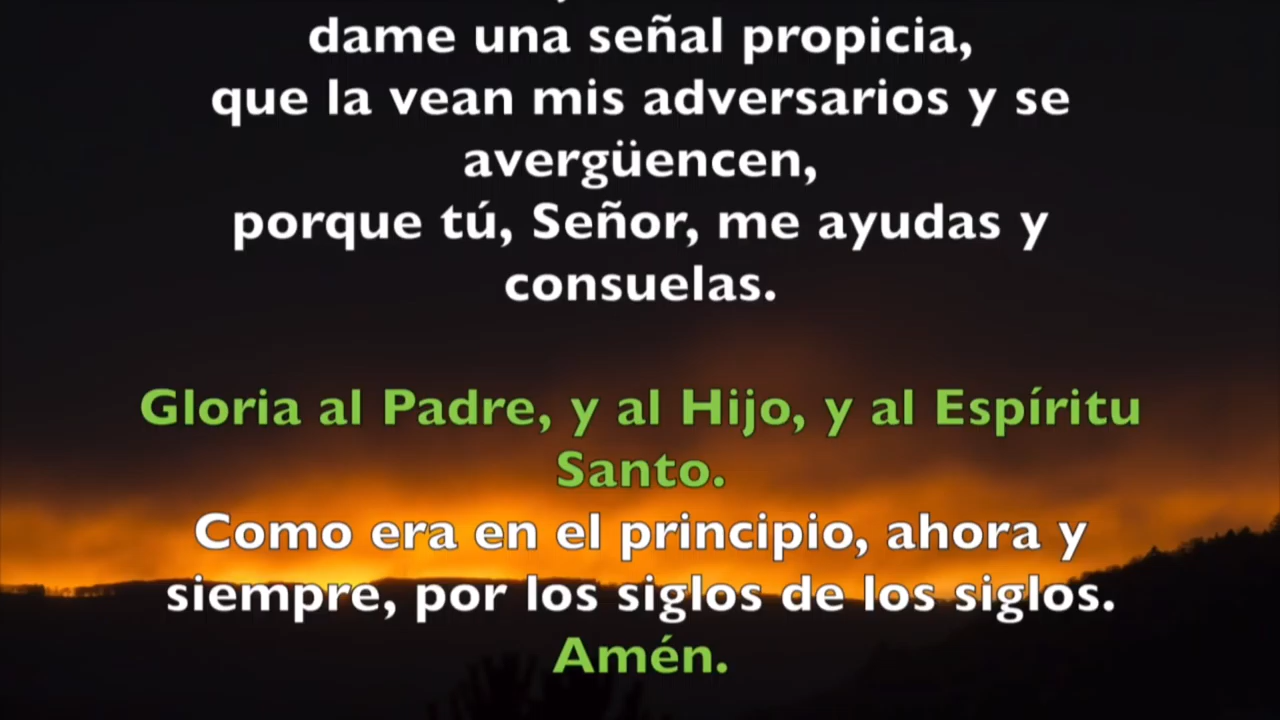 dame una señal propicia,
que la vean mis adversarios y se
avergüencen,
porque tú, Señor, me ayudas y
consuelas.
Gloria al Padre, y al Hijo, y al Espíritu
Santo.
Como era en el principio, ahora y
siempre, por los siglos de los siglos.
Amén.